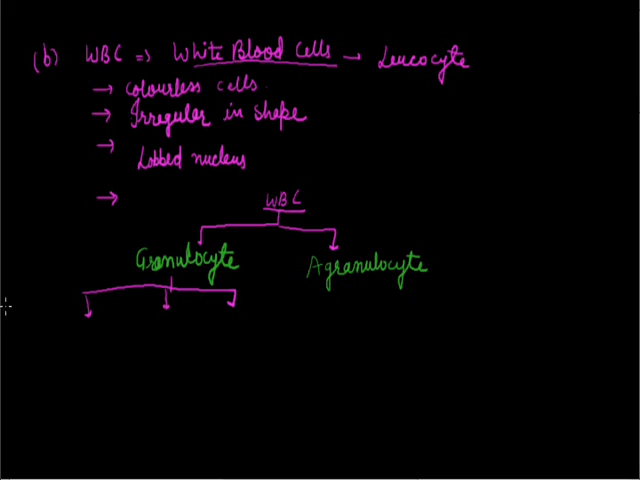 (b) WBC => White Blood Cells → Leucocyte
→ Colourless cells.
→ Irregular in Shape
→ Lobbed nucleus
→
WBC
Granulocyte Agranulocyte